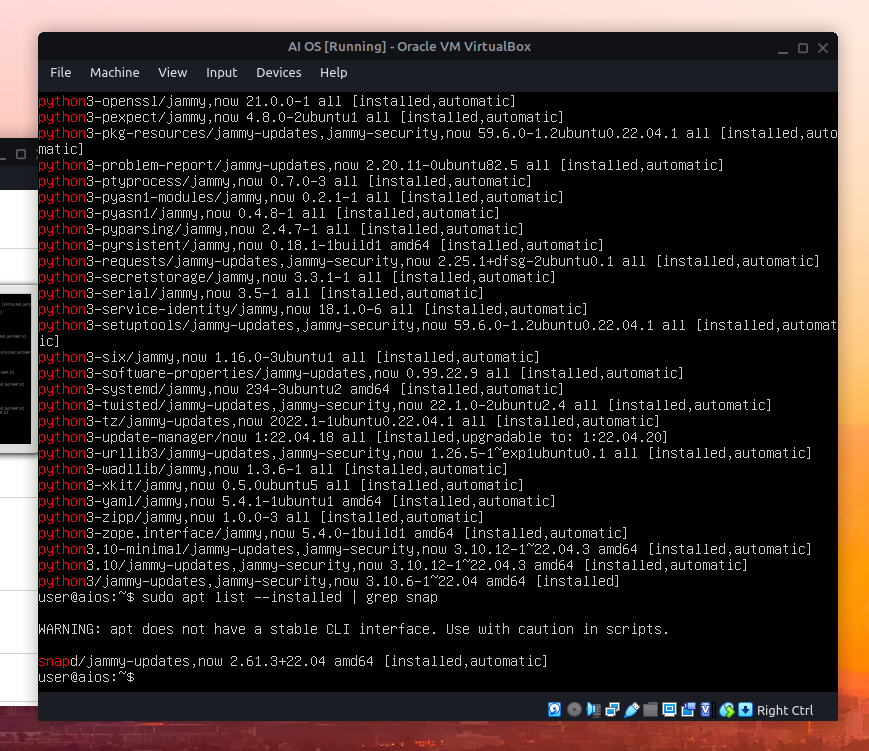 AI OS [Running] - Oracle VM VirtualBox
File Machine View Input Devices Help
python3-openssl/jammy,now 21.0.0-1 all [installed,automatic]
python3-pexpect/jammy,now 4.8.0-2ubuntu1 all [installed,automatic]
python3-pkg-resources/jammy-updates,jammy-security,now 59.6.0-1.2ubuntu0.22.04.1 all [installed,auto
matic]
python3-problem-report/jammy-updates,now 2.20.11-0ubuntu82.5 all [installed,automatic]
python3-ptyprocess/jammy,now 0.7.0-3 all [installed,automatic]
python3-pyasn1-modules/jammy,now 0.2.1-1 all [installed,automatic]
python3-pyasn1/jammy,now 0.4.8-1 all [installed,automatic]
python3-pyparsing/jammy,now 2.4.7-1 all [installed,automatic]
python3-pyrsistent/jammy,now 0.18.1-1build1 amd64 [installed,automatic]
python3-requests/jammy-updates,jammy-security,now 2.25.1+dfsg-2ubuntu0.1 all [installed,automatic]
python3-secretstorage/jammy,now 3.3.1-1 all [installed,automatic]
python3-serial/jammy,now 3.5-1 all [installed,automatic]
python3-service-identity/jammy,now 18.1.0-6 all [installed,automatic]
python3-setuptools/jammy-updates,jammy-security,now 59.6.0-1.2ubuntu0.22.04.1 all [installed,automat
ic]
python3-six/jammy,now 1.16.0-3ubuntu1 all [installed,automatic]
python3-software-properties/jammy-updates,now 0.99.22.9 all [installed,automatic]
python3-systemd/jammy,now 234-3ubuntu2 amd64 [installed,automatic]
python3-twisted/jammy-updates,jammy-security,now 22.1.0-2ubuntu2.4 all [installed,automatic]
python3-tz/jammy,now 2022.1-1ubuntu0.22.04.1 all [installed,automatic]
python3-update-manager/now 1:22.04.18 all [installed,upgradable to: 1:22.04.20]
python3-urllib3/jammy-updates,jammy-security,now 1.26.5-1~exp1ubuntu0.1 all [installed,automatic]
python3-wadllib/jammy,now 1.3.6-1 all [installed,automatic]
python3-xkit/jammy,now 0.5.0ubuntu5 all [installed,automatic]
python3-yaml/jammy,now 5.4.1-1ubuntu1 amd64 [installed,automatic]
python3-zipp/jammy,now 1.0.0-3 all [installed,automatic]
python3-zope.interface/jammy,now 5.4.0-1build1 amd64 [installed,automatic]
python3.10-minimal/jammy-updates,jammy-security,now 3.10.12-1~22.04.3 amd64 [installed,automatic]
python3.10/jammy-updates,jammy-security,now 3.10.12-1~22.04.3 amd64 [installed,automatic]
python3/jammy-updates,jammy-security,now 3.10.6-1~22.04 amd64 [installed]
user@aios:~$ sudo apt list --installed | grep snap
WARNING: apt does not have a stable CLI interface. Use with caution in scripts.
snapd/jammy-updates,now 2.61.3+22.04 amd64 [installed,automatic]
user@aios:~$
Right Ctrl